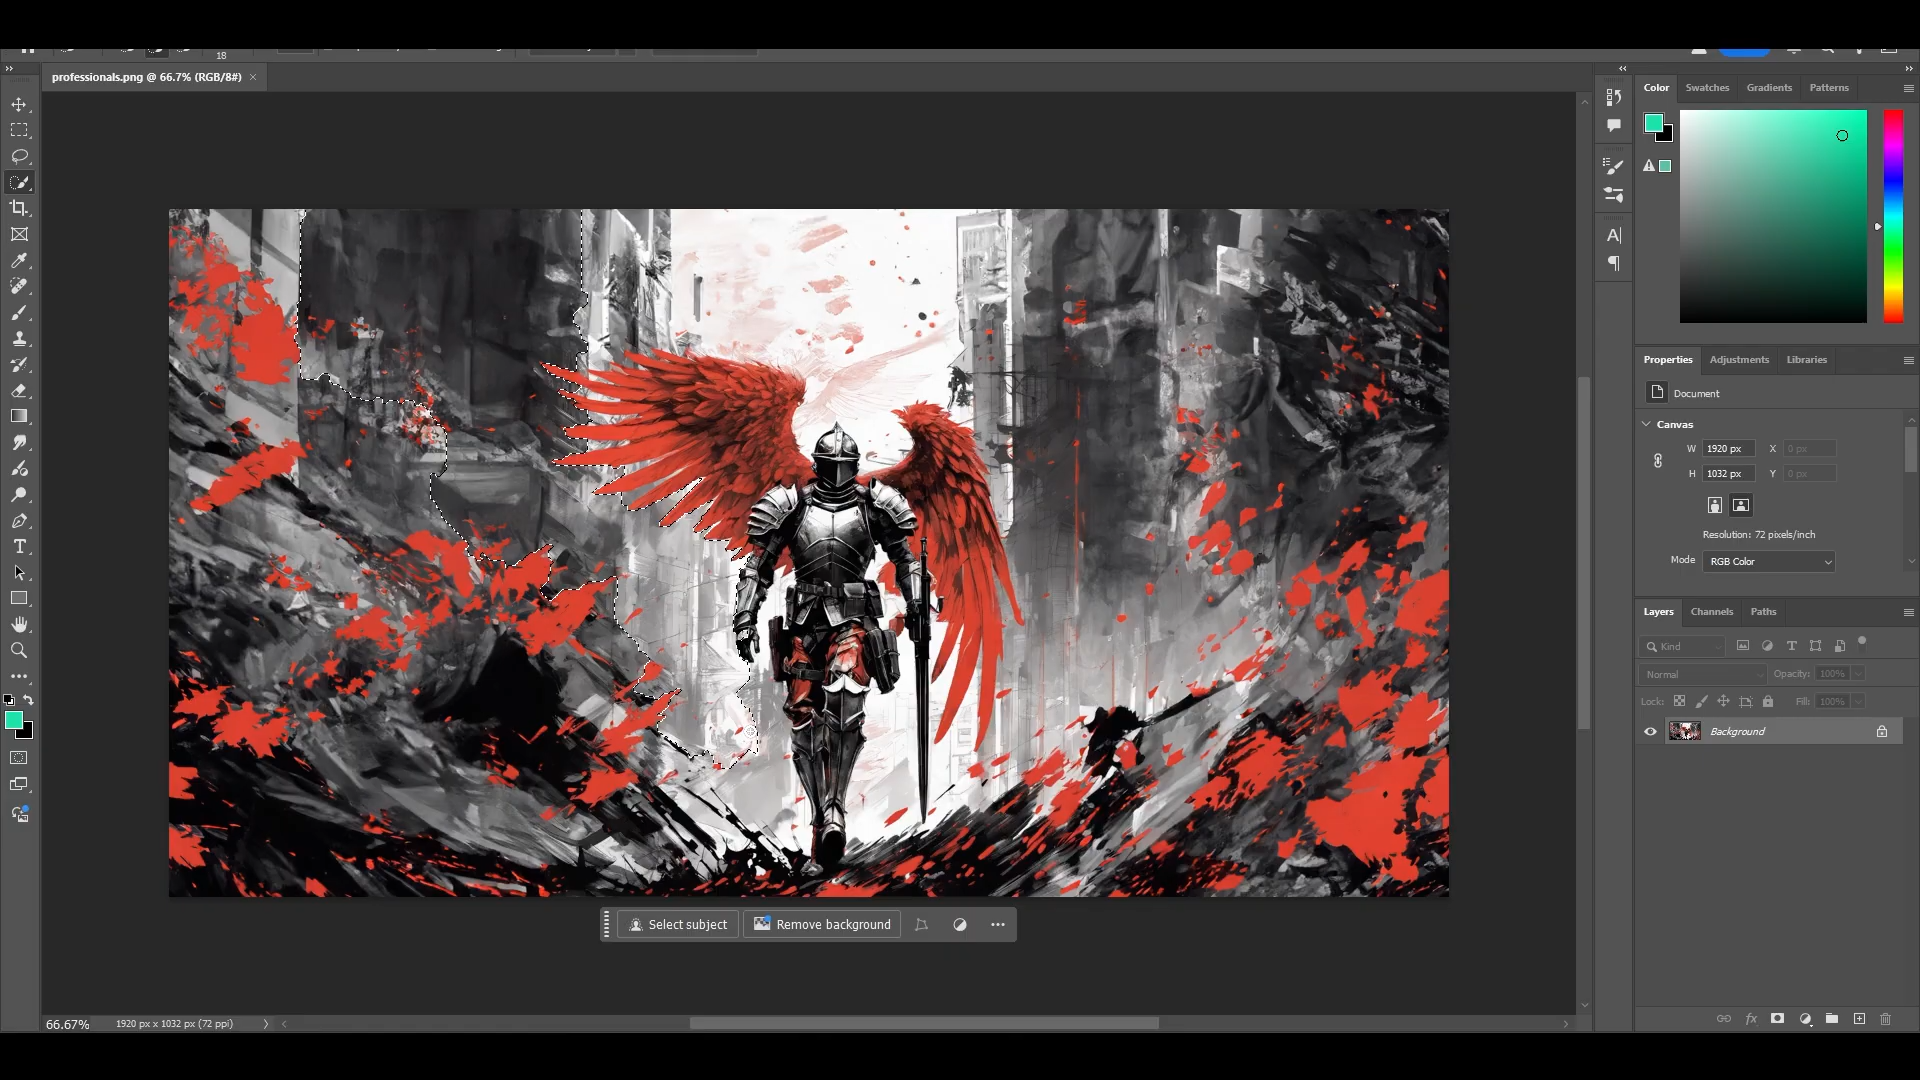 18
professionals.png @ 66.7% (RGB/8#)
Color
Swatches
Gradients
Patterns
Properties
Adjustments
Libraries
Document
Canvas
W 1920 px X 0 px
H 1032 px Y 0 px
Resolution: 72 pixels/inch
Mode RGB Color
Layers
Channels
Paths
Kind
Normal Opacity: 100%
Lock: Fill: 100%
Background
Select subject
Remove background
66.67% 1920 px x 1032 px (72 ppi)